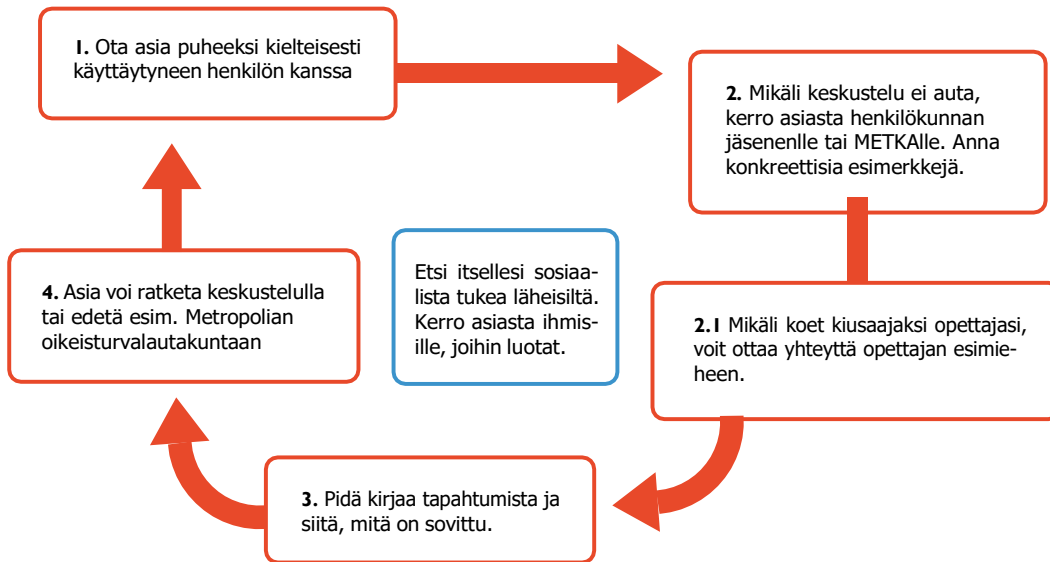 1. Ota asia puheeksi kielteisesti
käyttäytyneen henkilön kanssa
2. Mikäli keskustelu ei auta,
kerro asiasta henkilökunnan
jäsenenlle tai METKAlle. Anna
konkreettisia esimerkkejä.
2.1 Mikäli koet kiusaajaksi opettajasi,
voit ottaa yhteyttä opettajan esimie-
heen.
3. Pidä kirjaa tapahtumista ja
siitä, mitä on sovittu.
4. Asia voi ratketa keskustelulla
tai edetä esim. Metropolian
oikeisturvalautakuntaan
Etsi itsellesi sosiaa-
lista tukea läheisiltä.
Kerro asiasta ihmis-
ille, joihin luotat.